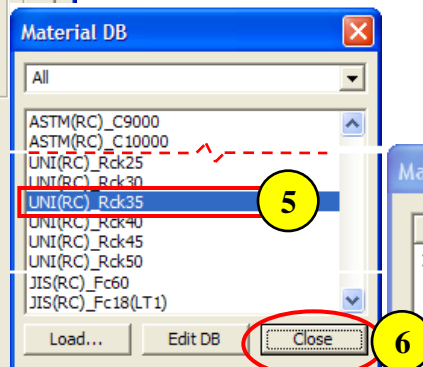 Material DB
All
ASTM(RC)_C9000
ASTM(RC)_C10000
UNI(RC)_Rck25
UNI(RC)_Rck30
UNI(RC)_Rck35
5
UNI(RC)_Rck40
UNI(RC)_Rck45
UNI(RC)_Rck50
JIS(RC)_Fc60
JIS(RC)_Fc18(LT1)
Load...
Edit DB
Close
6
Ma